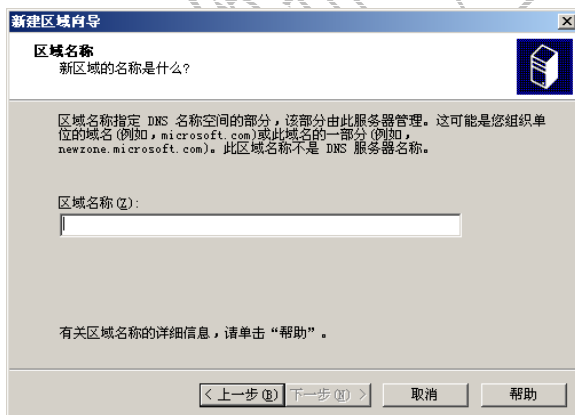 新建区域向导
区域名称
新区域的名称是什么?
区域名称指定 DNS 名称空间的部分，该部分由此服务器管理。这可能是您组织单
位的域名(例如，microsoft.com)或此域名的一部分(例如，
newzone.microsoft.com)。此区域名称不是 DNS 服务器名称。
区域名称(Z):
有关区域名称的详细信息，请单击“帮助”。
< 上一步(B) 下一步(N) > 取消 帮助